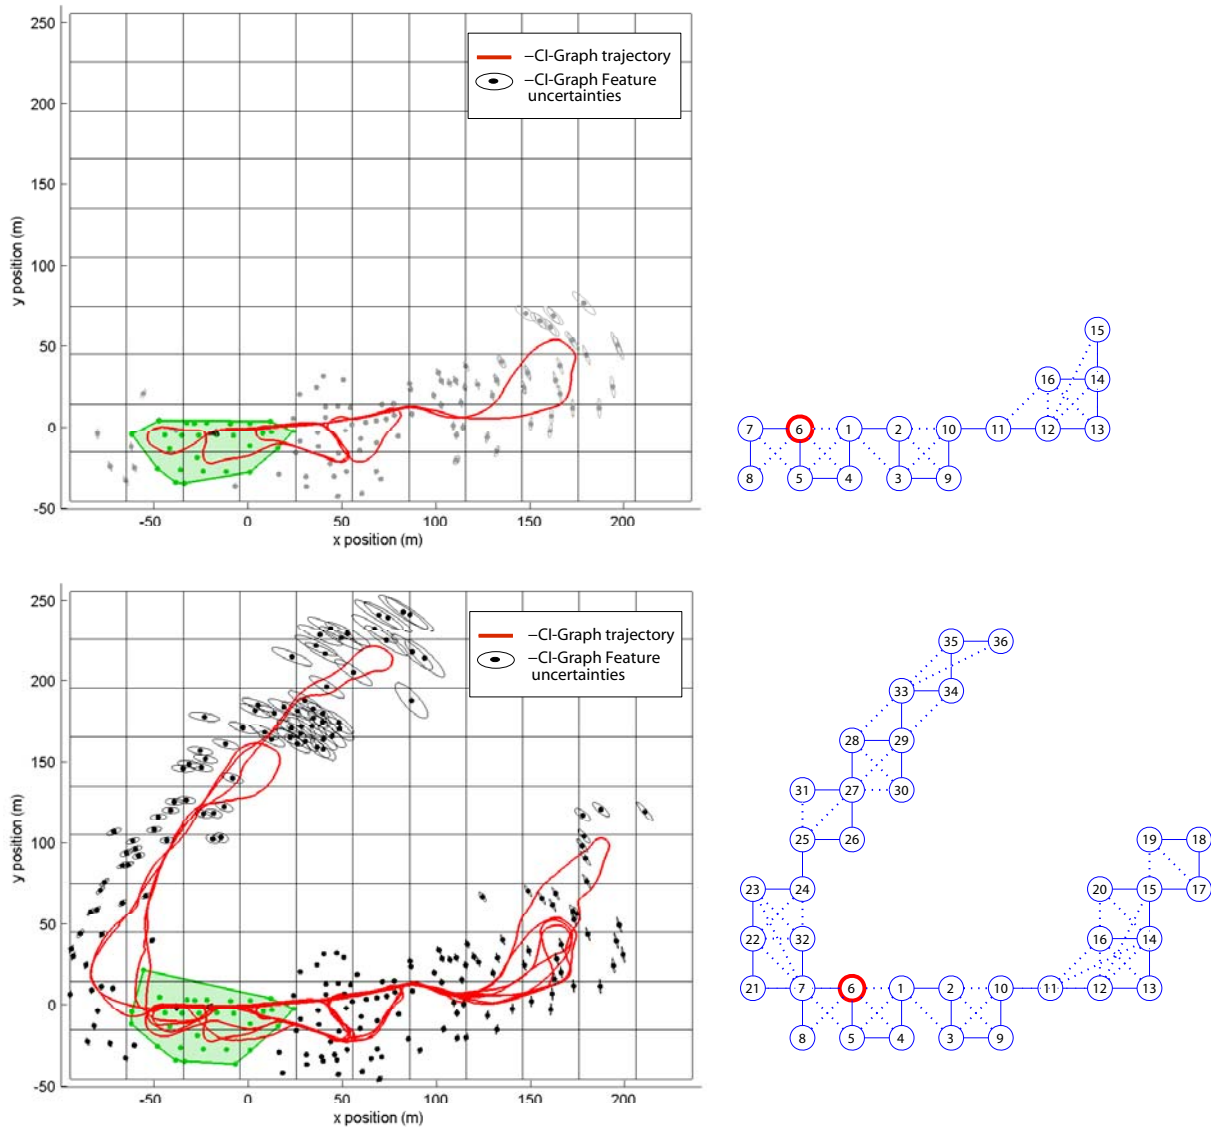 250
200
150
100
50
0
-50
y position (m)
-50 0 50 100 150 200
x position (m)
–CI-Graph trajectory
–CI-Graph Feature
uncertainties
15
16 14
7 6 1 2 10 11 12 13
8 5 4 3 9
250
200
150
100
50
0
-50
y position (m)
-50 0 50 100 150 200
x position (m)
–CI-Graph trajectory
–CI-Graph Feature
uncertainties
35 36
33 34
28 29
31 27 30
25 26 19 18
23 24 20 15 17
22 32 16 14
21 7 6 1 2 10 11 12 13
8 5 4 3 9